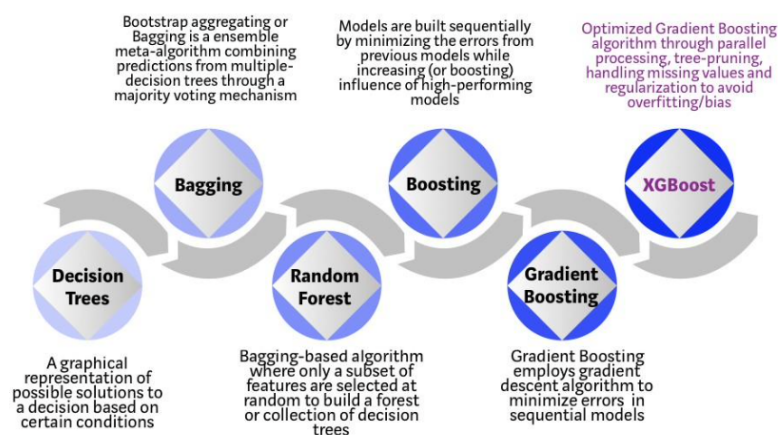 Bootstrap aggregating or
Bagging is a ensemble
meta-algorithm combining
predictions from multiple-
decision trees through a
majority voting mechanism
Models are built sequentially
by minimizing the errors from
previous models while
increasing (or boosting)
influence of high-performing
models
Optimized Gradient Boosting
algorithm through parallel
processing, tree-pruning,
handling missing values and
regularization to avoid
overfitting/bias
Bagging
Boosting
XGBoost
Decision
Trees
Random
Forest
Gradient
Boosting
A graphical
representation of
possible solutions to
a decision based on
certain conditions
Bagging-based algorithm
where only a subset of
features are selected at
random to build a forest
or collection of decision
trees
Gradient Boosting
employs gradient
descent algorithm to
minimize errors in
sequential models